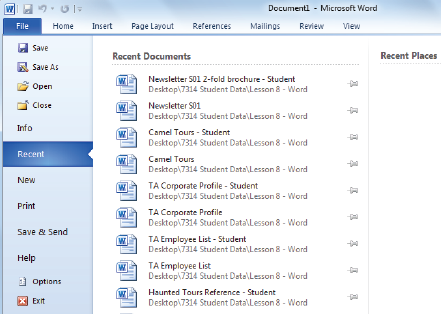 Document1 - Microsoft Word
File Home Insert Page Layout References Mailings Review View
Save
Save As
Open
Close
Info
Recent
New
Print
Save & Send
Help
Options
Exit
Recent Documents
Newsletter S01 2-fold brochure - Student
Desktop\7314 Student Data\Lesson 8 - Word
Newsletter S01
Desktop\7314 Student Data\Lesson 8 - Word
Camel Tours - Student
Desktop\7314 Student Data\Lesson 8 - Word
Camel Tours
Desktop\7314 Student Data\Lesson 8 - Word
TA Corporate Profile - Student
Desktop\7314 Student Data\Lesson 8 - Word
TA Corporate Profile
Desktop\7314 Student Data\Lesson 8 - Word
TA Employee List - Student
Desktop\7314 Student Data\Lesson 8 - Word
TA Employee List
Desktop\7314 Student Data\Lesson 8 - Word
Haunted Tours Reference - Student
Desktop\7314 Student Data\Lesson 8 - Word
Recent Places